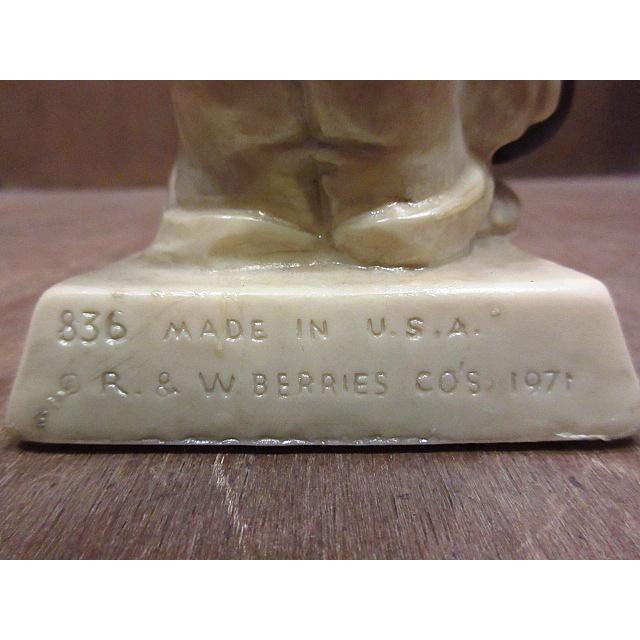 836 MADE IN U.S.A.
© R. & W. BERRIES CO'S. 1971